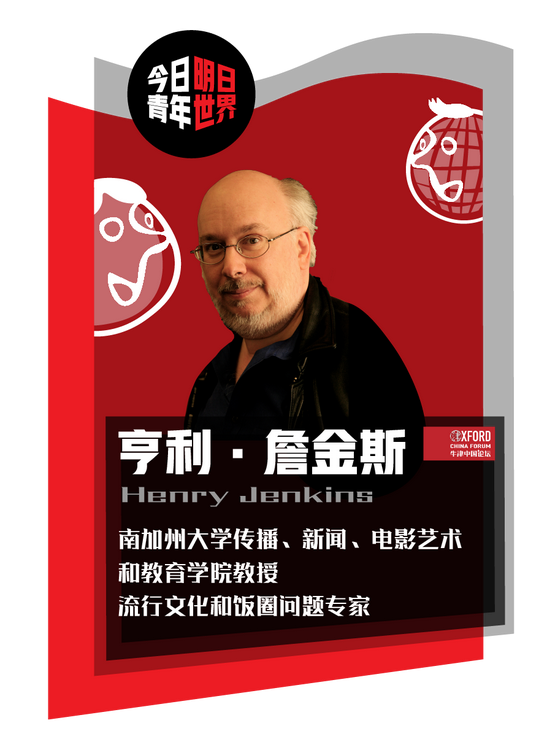 今日明日
青年世界
亨利·詹金斯
OXFORD
CHINA FORUM
牛津中国论坛
Henry Jenkins
南加州大学传播、新闻、电影艺术
和教育学院教授
流行文化和饭圈问题专家